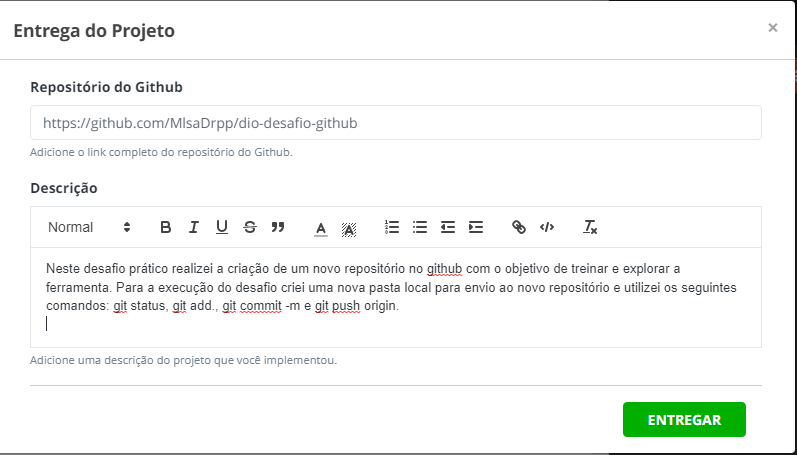 Entrega do Projeto
×
Repositório do Github
https://github.com/MlsaDrpp/dio-desafio-github
Adicione o link completo do repositório do Github.
Descrição
Normal B I U S A A
Neste desafio prático realizei a criação de um novo repositório no github com o objetivo de treinar e explorar a
ferramenta. Para a execução do desafio criei uma nova pasta local para envio ao novo repositório e utilizei os seguintes
comandos: git status, git add., git commit -m e git push origin.
Adicione uma descrição do projeto que você implementou.
ENTREGAR